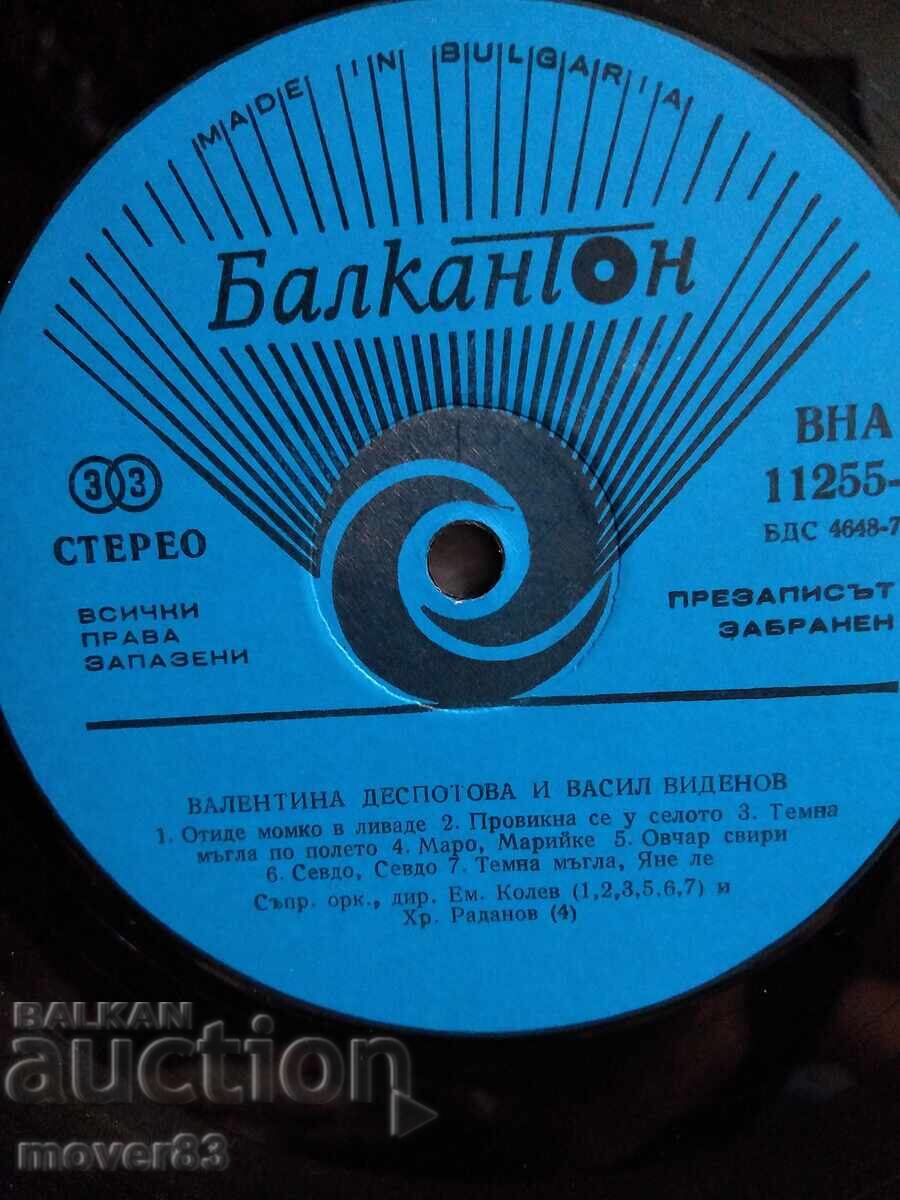 MADE IN BULGARIA
Балкантон
33
СТЕРЕО
ВСИЧКИ
ПРАВА
ЗАПАЗЕНИ
ВНА
11255-
БДС 4648-7
ПРЕЗАПИСЪТ
ЗАБРАНЕН
ВАЛЕНТИНА ДЕСПОТОВА И ВАСИЛ ВИДЕНОВ
1. Отиде момко в ливаде 2. Провикна се у селото 3. Темна
мъгла по полето 4. Маро, Марийке 5. Овчар свири
6. Севдо, Севдо 7. Темна мъгла, Яне ле
Съпр. орк., дир. Ем. Колев (1,2,3,5,6,7) и
Хр. Раданов (4)
BALKAN
auction
mover83